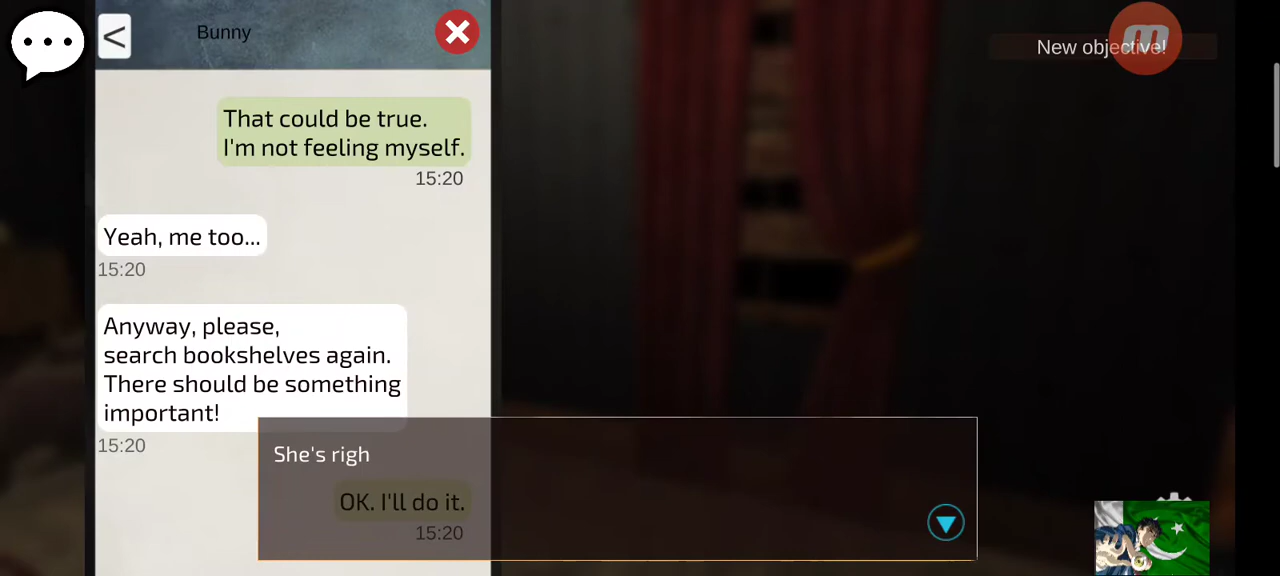 Bunny
New objective!
That could be true.
I'm not feeling myself.
15:20
Yeah, me too...
15:20
Anyway, please,
search bookshelves again.
There should be something
important!
15:20
She's righ
OK. I'll do it.
15:20